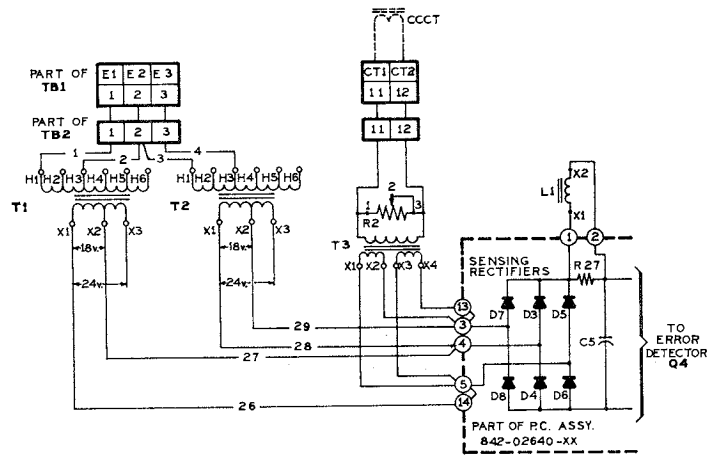 CCCT
PART OF TB1
E1 E2 E3
1 2 3
CT1 CT2
11 12
PART OF TB2
1 2 3
11 12
1 2 3 4
H1 H2 H3 H4 H5 H6
H1 H2 H3 H4 H5 H6
T1
T2
X1 X2 X3
18v.
24v.
X1 X2 X3
18v.
24v.
1 2 3
R2
T3
X1 X2 X3 X4
L1
X2
X1
1 2
SENSING RECTIFIERS
R27
13
3
4
5
14
D7 D3 D5
D8 D4 D6
C5
29
28
27
26
TO ERROR DETECTOR Q4
PART OF P.C. ASSY.
842-02640-XX